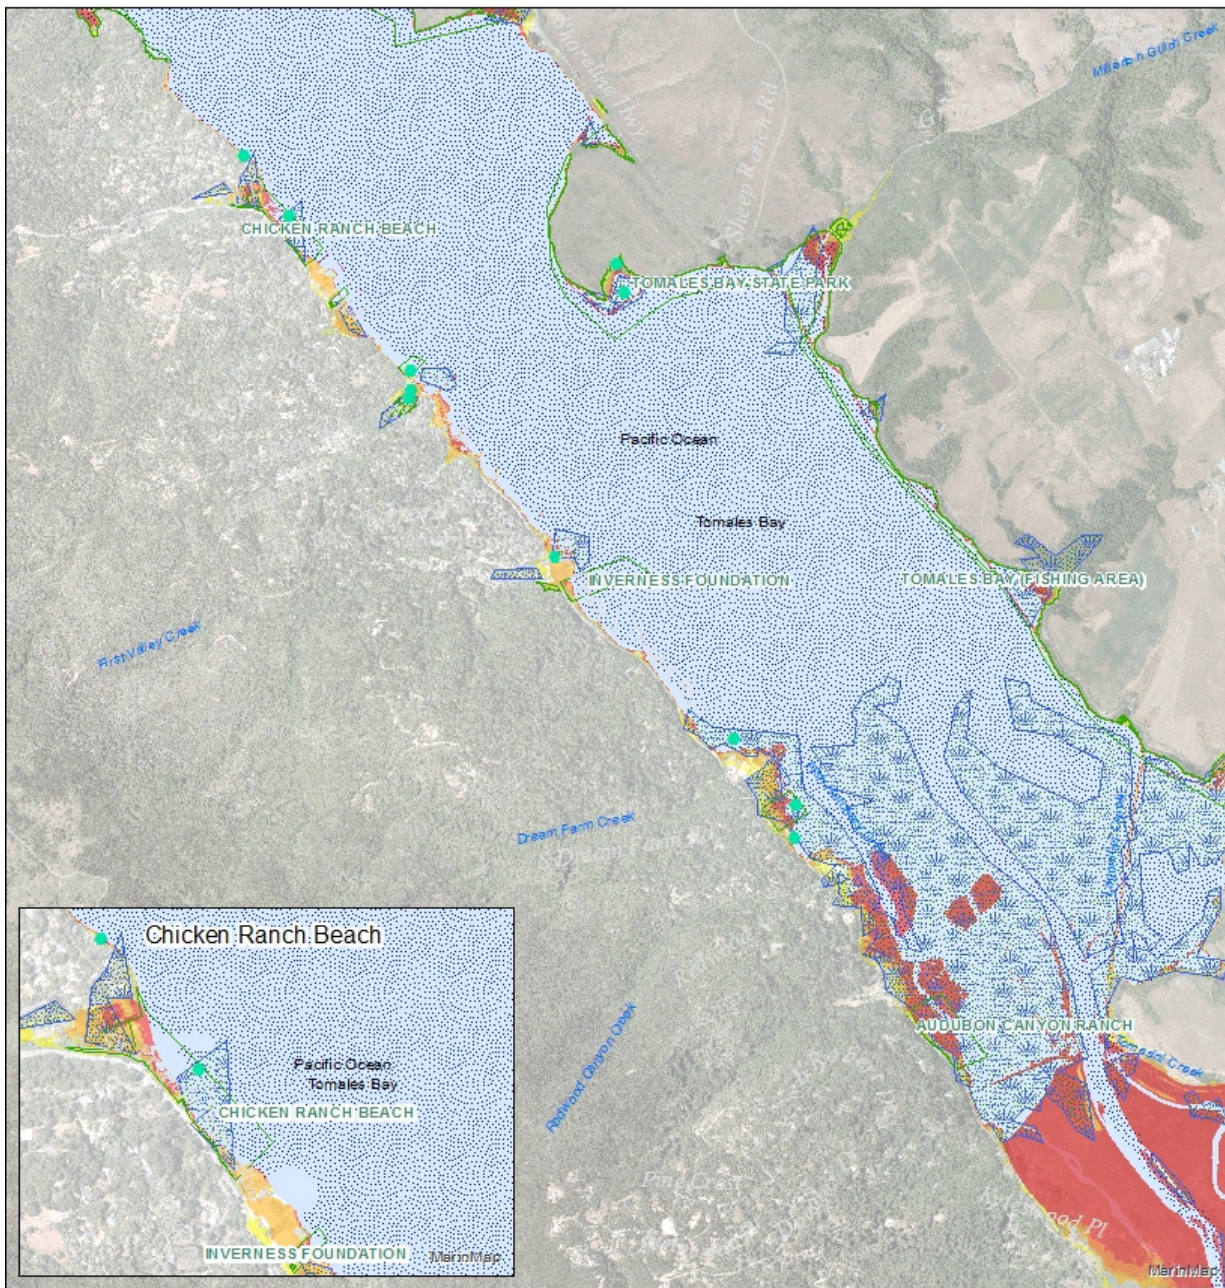 Shoreline Hwy
Millerton Gulch Creek
Sheep Ranch Rd
CHICKEN RANCH BEACH
TOMALES BAY STATE PARK
Pacific Ocean
Tomales Bay
INVERNESS FOUNDATION
TOMALES BAY (FISHING AREA)
First Valley Creek
Dream Farm Creek
Redwood Canyon Creek
AUDUBON CANYON RANCH
Tomasini Creek
Chicken Ranch Beach
Pacific Ocean
Tomales Bay
CHICKEN RANCH BEACH
INVERNESS FOUNDATION
MarinMap
MarinMap